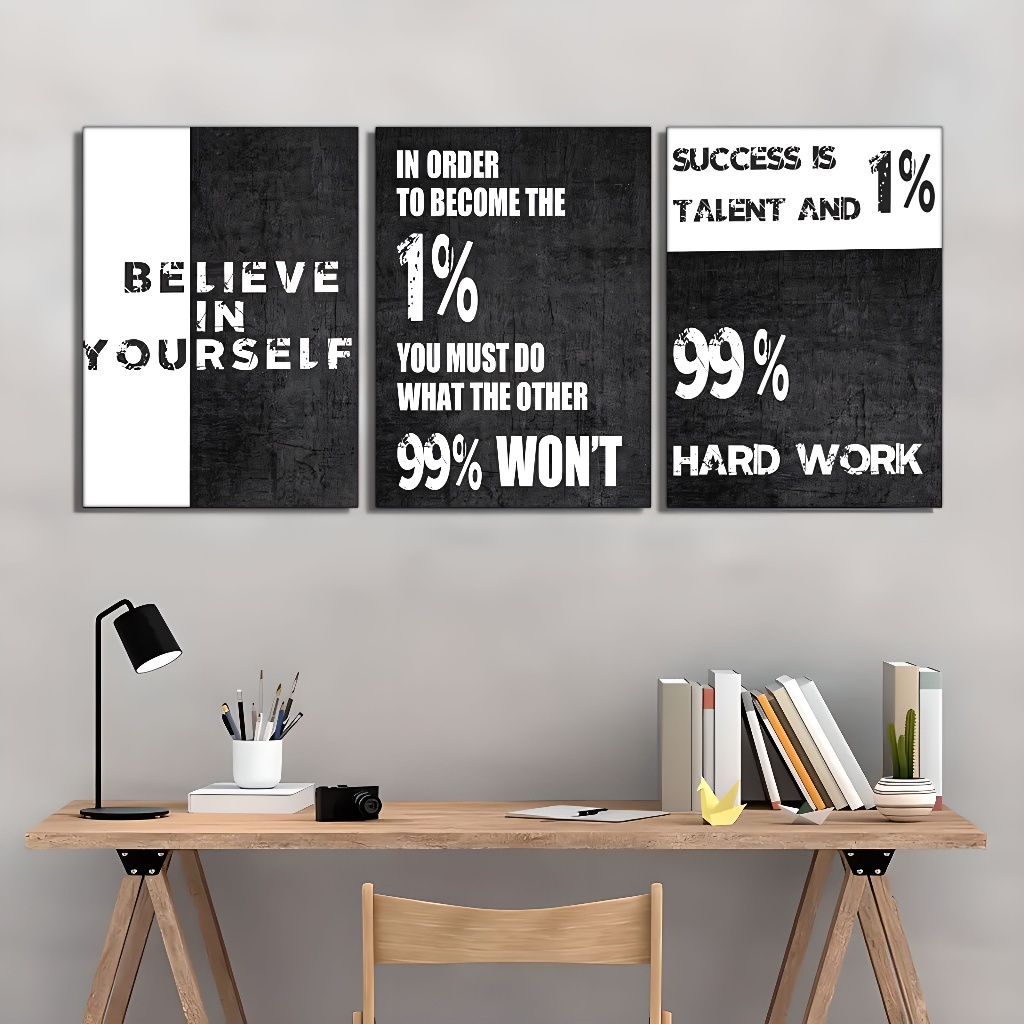 BELIEVE
IN
YOURSELF
IN ORDER
TO BECOME THE
1%
YOU MUST DO
WHAT THE OTHER
99% WON'T
SUCCESS IS
TALENT AND 1%
99%
HARD WORK